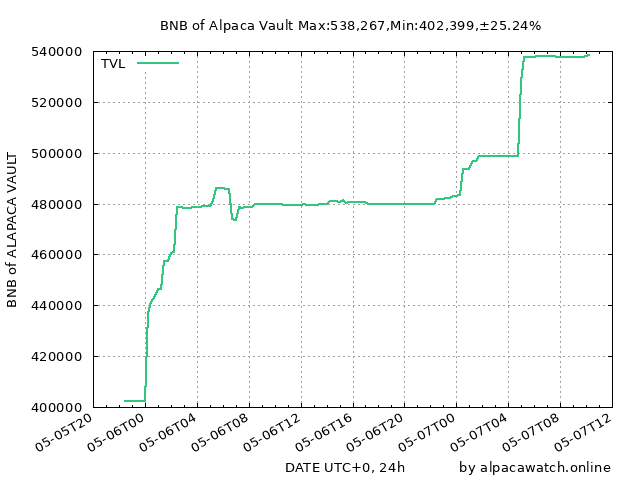 BNB of Alpaca Vault Max:538,267,Min:402,399,±25.24%
TVL
BNB of ALAPACA VAULT
540000
520000
500000
480000
460000
440000
420000
400000
05-05T20
05-06T00
05-06T04
05-06T08
05-06T12
05-06T16
05-06T20
05-07T00
05-07T04
05-07T08
05-07T12
DATE UTC+0, 24h
by alpacawatch.online